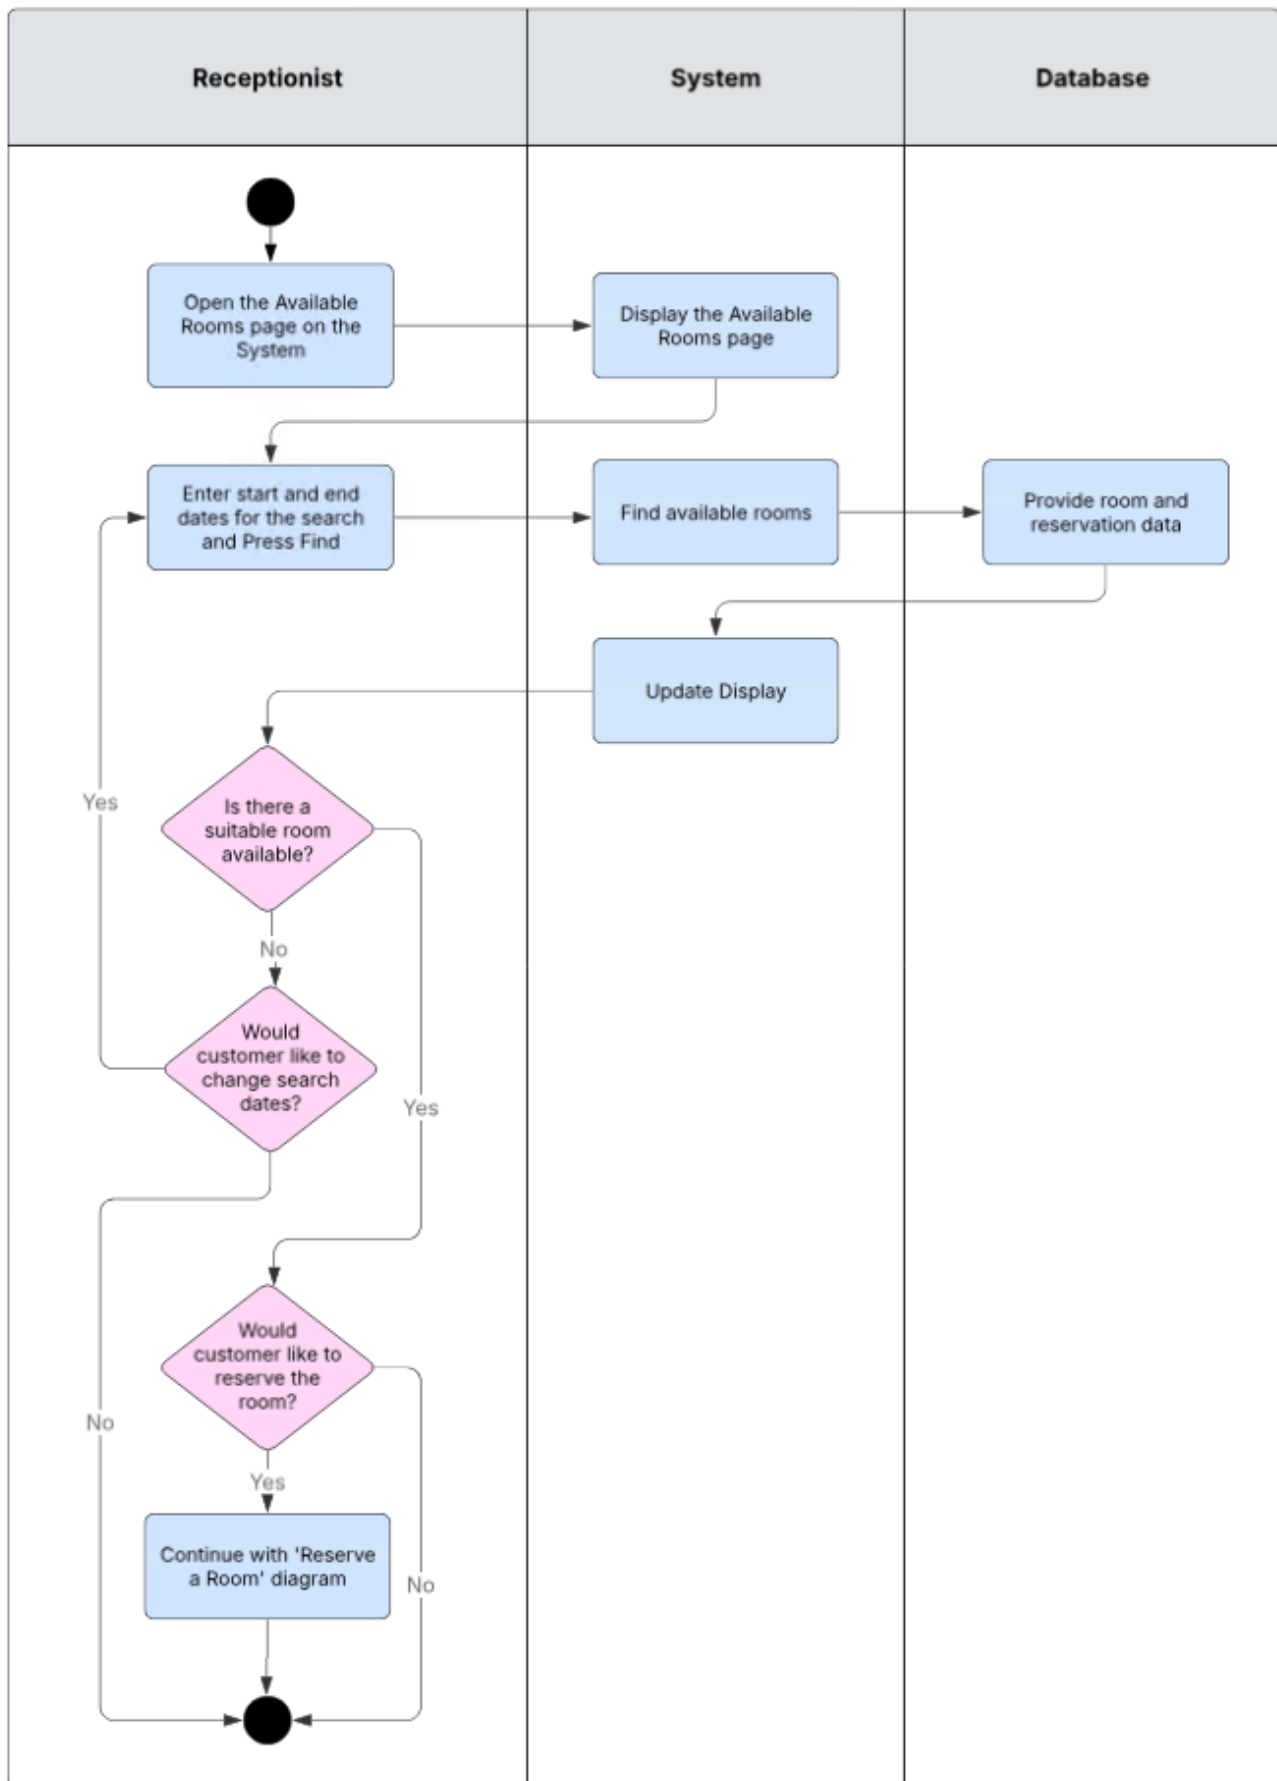 Receptionist
System
Database
Open the Available
Rooms page on the
System
Display the Available
Rooms page
Enter start and end
dates for the search
and Press Find
Find available rooms
Provide room and
reservation data
Update Display
Is there a
suitable room
available?
Yes
No
Would
customer like to
change search
dates?
Yes
Would
customer like to
reserve the
room?
No
Yes
Continue with 'Reserve
a Room' diagram
No